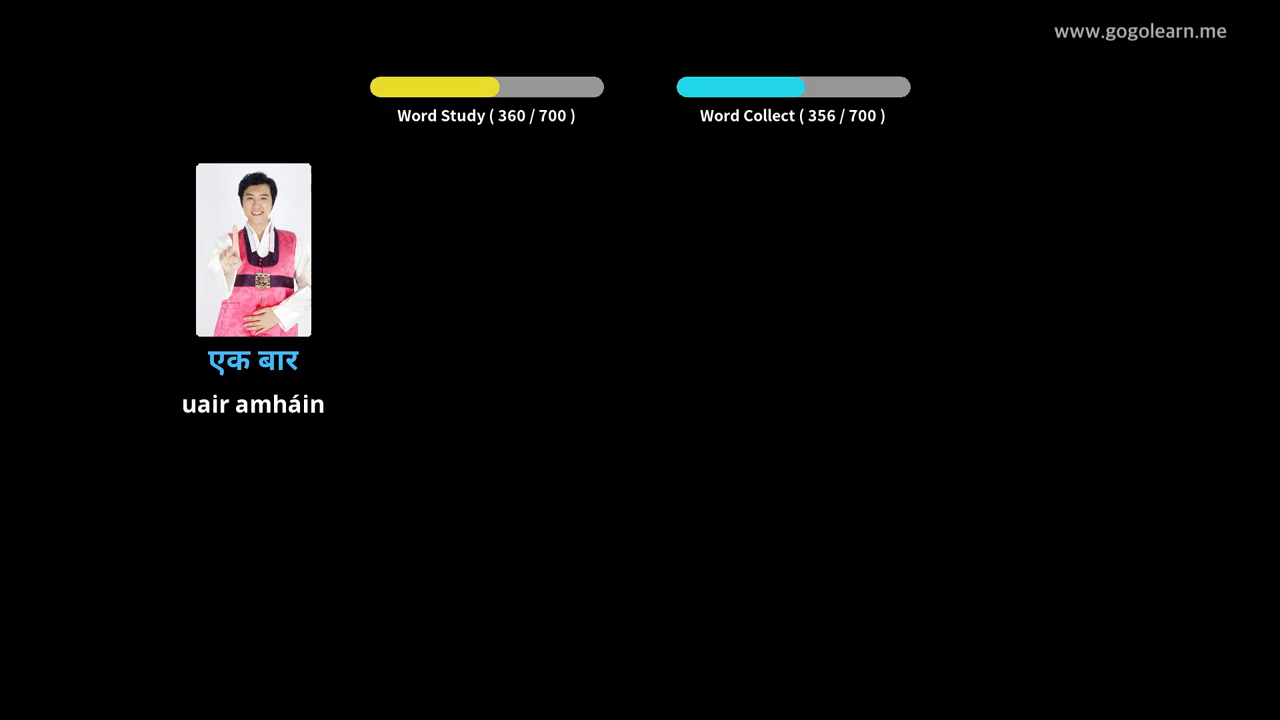 www.gogolearn.me
Word Study ( 360 / 700 )
Word Collect ( 356 / 700 )
एक बार
uair amháin